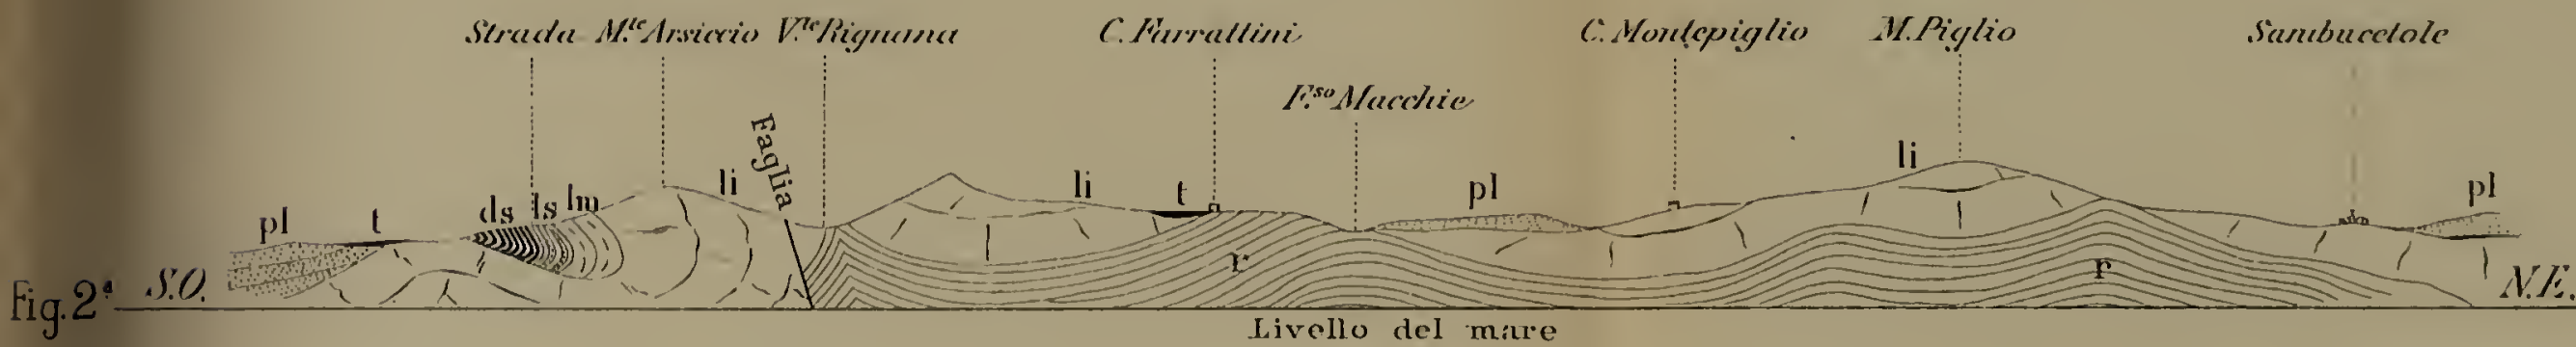 Strada M.te Arsiccio V.te Rignana C. Farrattini C. Montepiglio M. Piglio Sambucetole
F.so Macchie
Faglia
li
li li t pl pl
pl t ds ls lm
r r
Fig. 2ª S.O. N.E.
Livello del mare